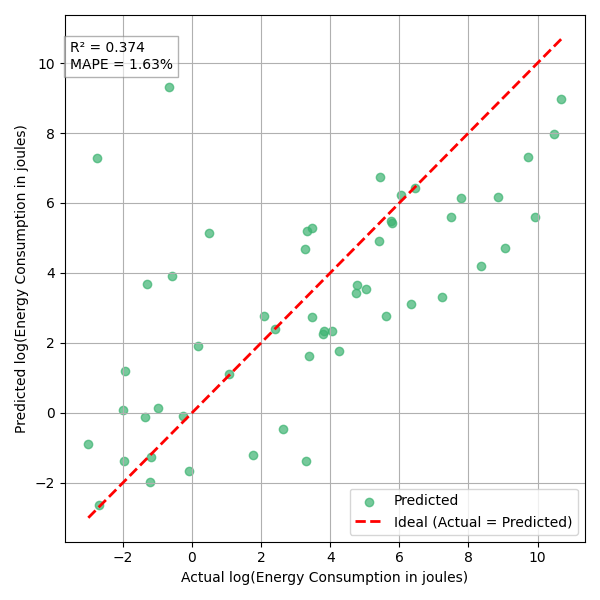 R² = 0.374
MAPE = 1.63%
10
8
6
4
2
0
−2
Predicted log(Energy Consumption in joules)
Predicted
Ideal (Actual = Predicted)
−2 0 2 4 6 8 10
Actual log(Energy Consumption in joules)